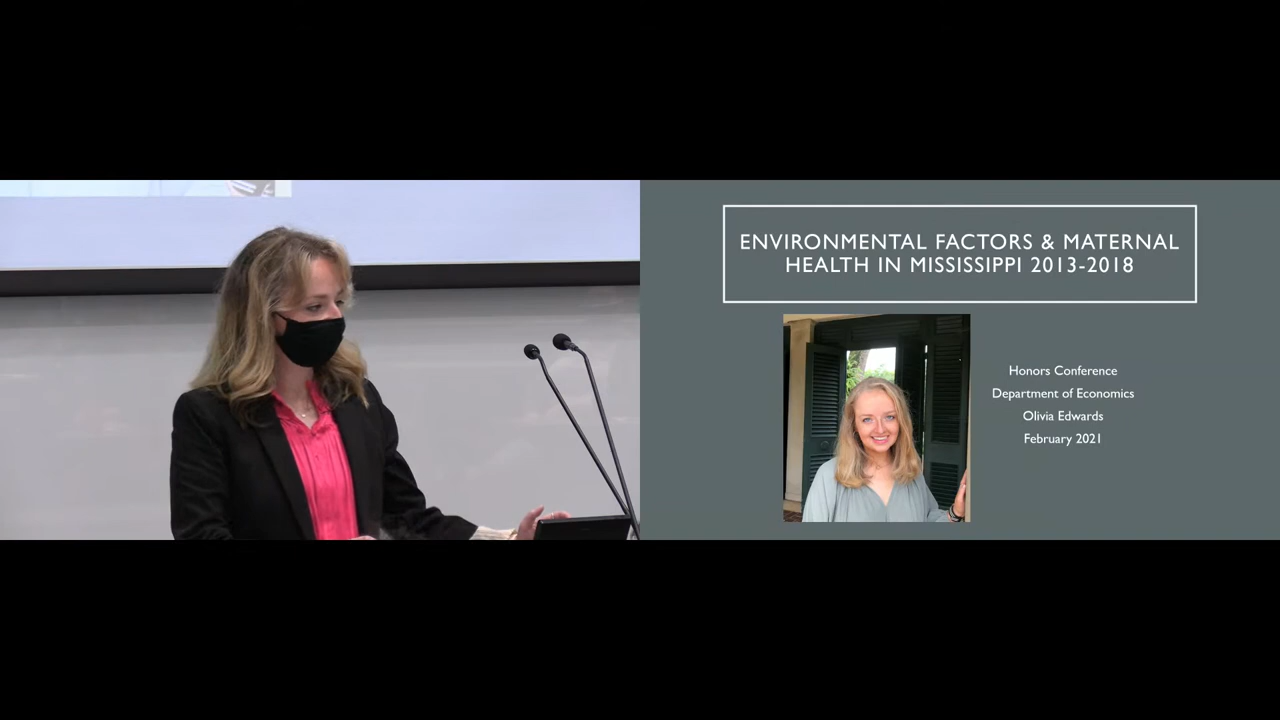 ENVIRONMENTAL FACTORS & MATERNAL
HEALTH IN MISSISSIPPI 2013-2018
Honors Conference
Department of Economics
Olivia Edwards
February 2021